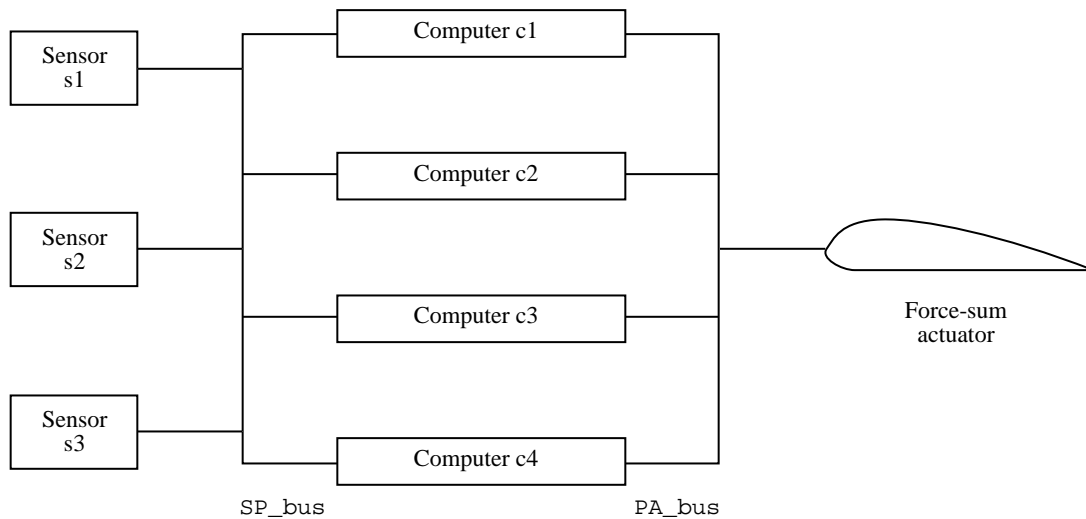 Sensor
s1
Sensor
s2
Sensor
s3
Computer c1
Computer c2
Computer c3
Computer c4
SP_bus
PA_bus
Force-sum
actuator